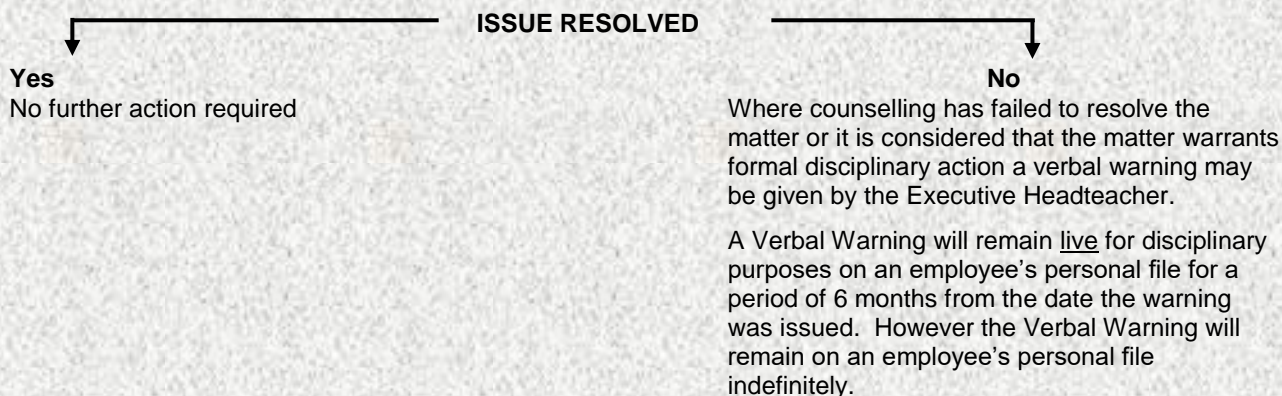 ISSUE RESOLVED
Yes
No further action required
No
Where counselling has failed to resolve the
matter or it is considered that the matter warrants
formal disciplinary action a verbal warning may
be given by the Executive Headteacher.
A Verbal Warning will remain live for disciplinary
purposes on an employee’s personal file for a
period of 6 months from the date the warning
was issued.  However the Verbal Warning will
remain on an employee’s personal file
indefinitely.